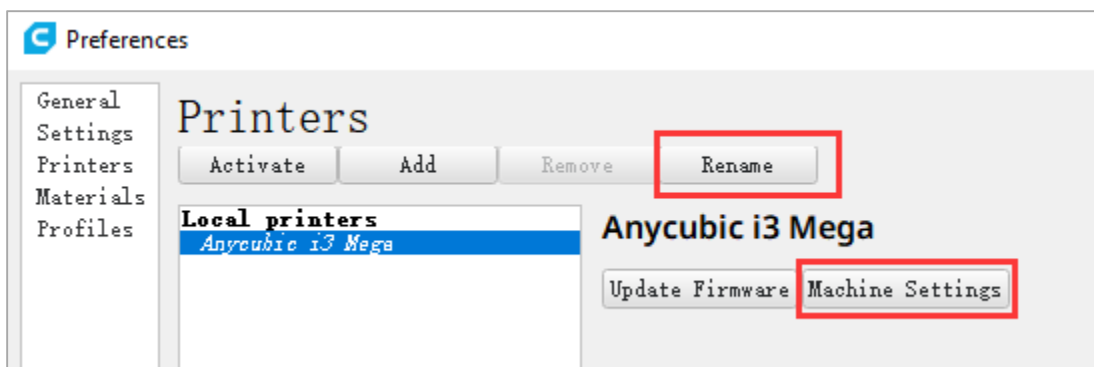 Preferences
General
Settings
Printers
Materials
Profiles
Printers
Activate Add Remove Rename
Local printers
Anycubic i3 Mega
Anycubic i3 Mega
Update Firmware Machine Settings